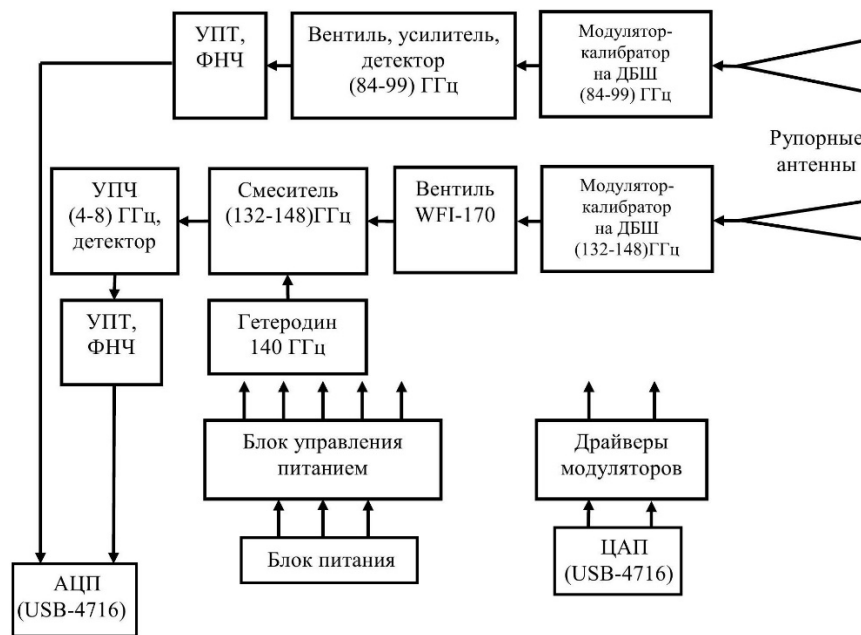 УПТ,
ФНЧ
Вентиль, усилитель,
детектор
(84-99) ГГц
Модулятор-
калибратор
на ДБШ
(84-99) ГГц
Рупорные
антенны
УПЧ
(4-8) ГГц,
детектор
Смеситель
(132-148)ГГц
Вентиль
WFI-170
Модулятор-
калибратор
на ДБШ
(132-148)ГГц
УПТ,
ФНЧ
Гетеродин
140 ГГц
Блок управления
питанием
Драйверы
модуляторов
Блок питания
ЦАП
(USB-4716)
АЦП
(USB-4716)